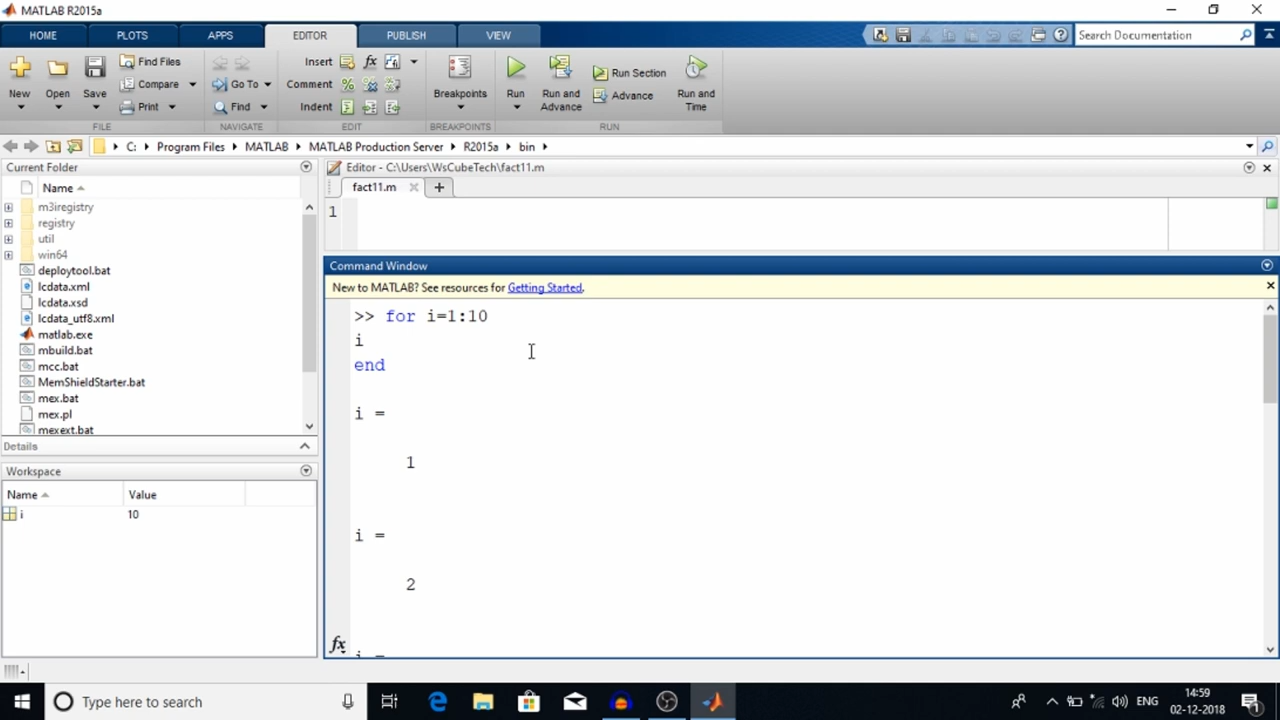 MATLAB R2015a
HOME
PLOTS
APPS
EDITOR
PUBLISH
VIEW
Search Documentation
New
Open
Save
Find Files
Compare
Print
Go To
Find
Insert
fx
Comment
%
Indent
Breakpoints
Run
Run and Advance
Run Section
Advance
Run and Time
FILE
NAVIGATE
EDIT
BREAKPOINTS
RUN
C: Program Files MATLAB MATLAB Production Server R2015a bin
Current Folder
Name
m3iregistry
registry
util
win64
deploytool.bat
lcdata.xml
lcdata.xsd
lcdata_utf8.xml
matlab.exe
mbuild.bat
mcc.bat
MemShieldStarter.bat
mex.bat
mex.pl
mexext.bat
Details
Workspace
Name Value
i 10
Editor - C:\Users\WsCubeTech\fact11.m
fact11.m
1
Command Window
New to MATLAB? See resources for Getting Started.
>> for i=1:10
i
end
i =
1
i =
2
i =
fx
Type here to search
ENG
14:59
02-12-2018
1